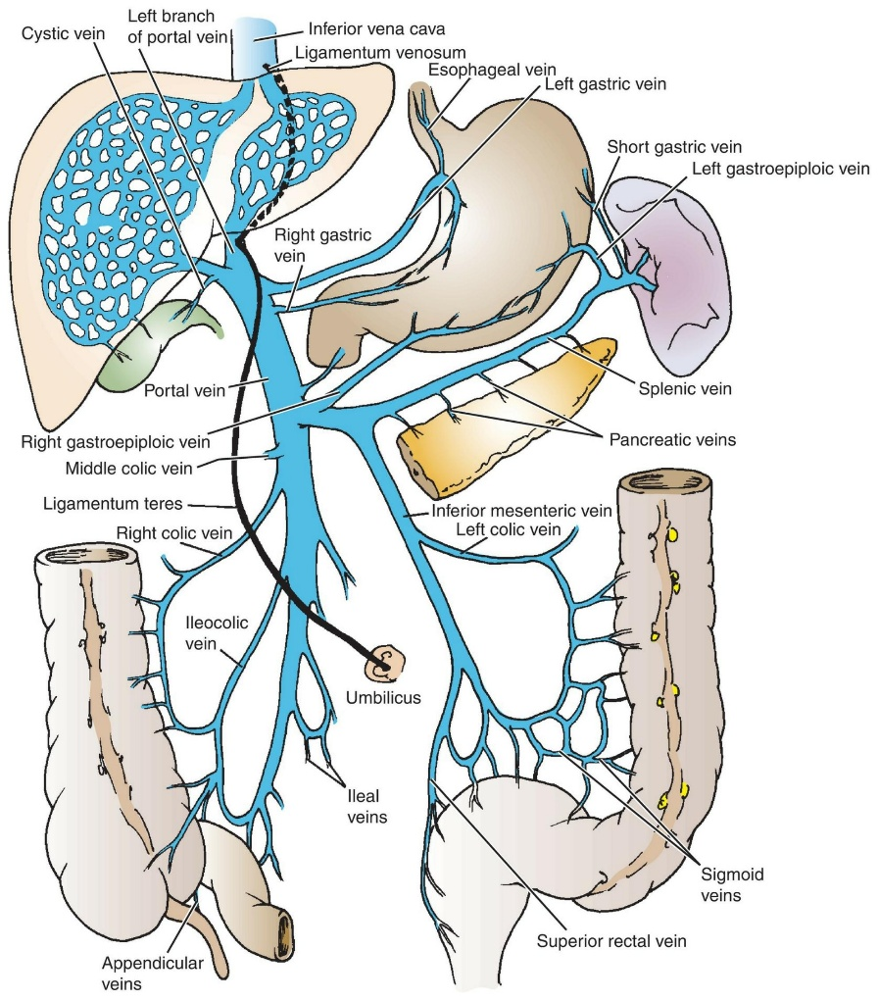 Left branch
of portal vein
Cystic vein
Inferior vena cava
Ligamentum venosum
Esophageal vein
Left gastric vein
Short gastric vein
Left gastroepiploic vein
Right gastric
vein
Portal vein
Splenic vein
Right gastroepiploic vein
Pancreatic veins
Middle colic vein
Ligamentum teres
Inferior mesenteric vein
Left colic vein
Right colic vein
Ileocolic
vein
Umbilicus
Ileal
veins
Sigmoid
veins
Superior rectal vein
Appendicular
veins